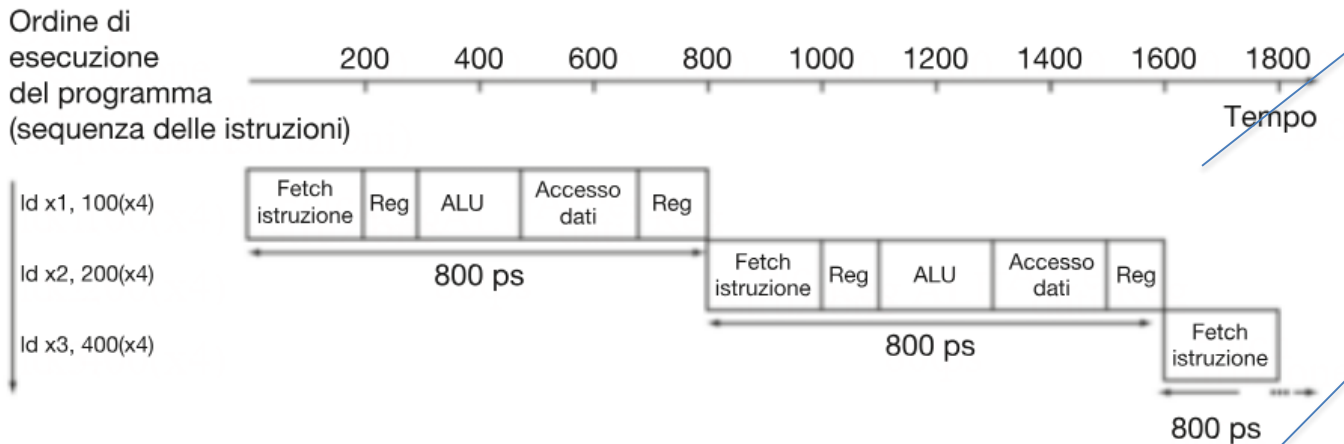 Ordine di
esecuzione
del programma
(sequenza delle istruzioni)
200 400 600 800 1000 1200 1400 1600 1800
Tempo
ld x1, 100(x4)
Fetch
istruzione
Reg
ALU
Accesso
dati
Reg
800 ps
ld x2, 200(x4)
Fetch
istruzione
Reg
ALU
Accesso
dati
Reg
800 ps
ld x3, 400(x4)
Fetch
istruzione
800 ps